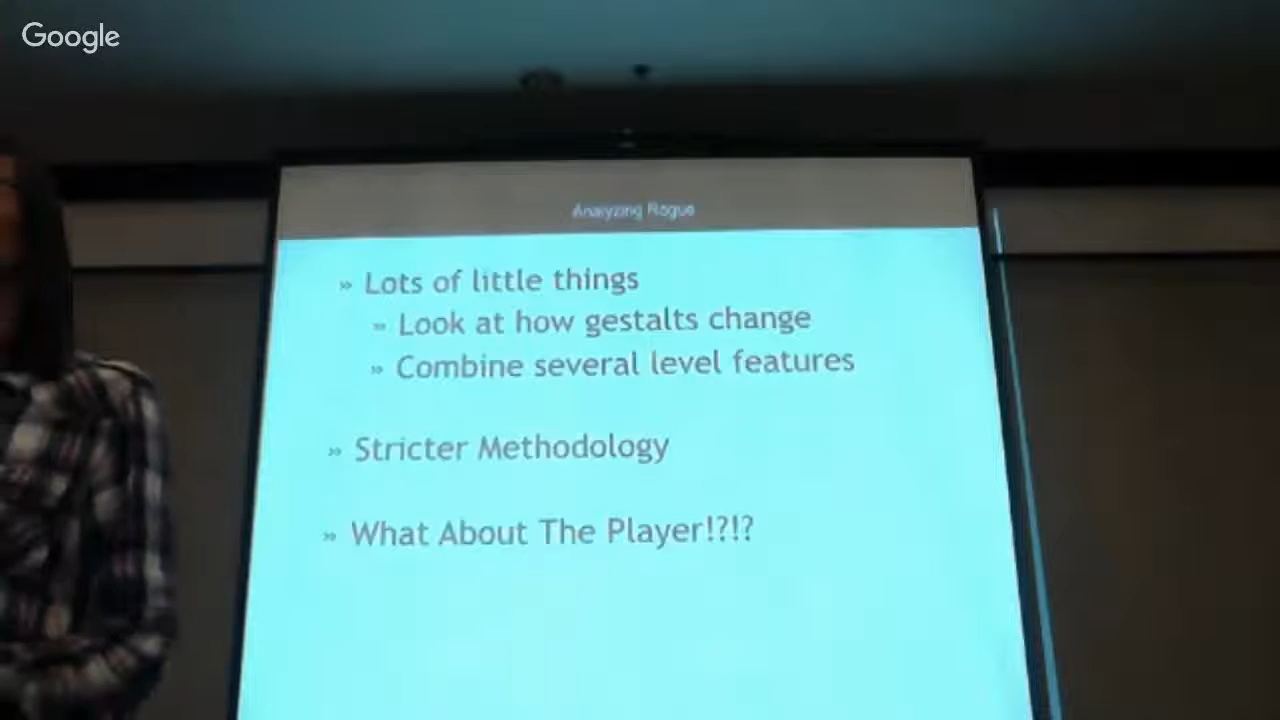 Google
Analyzing Rogue
» Lots of little things
» Look at how gestalts change
» Combine several level features
» Stricter Methodology
» What About The Player!?!?